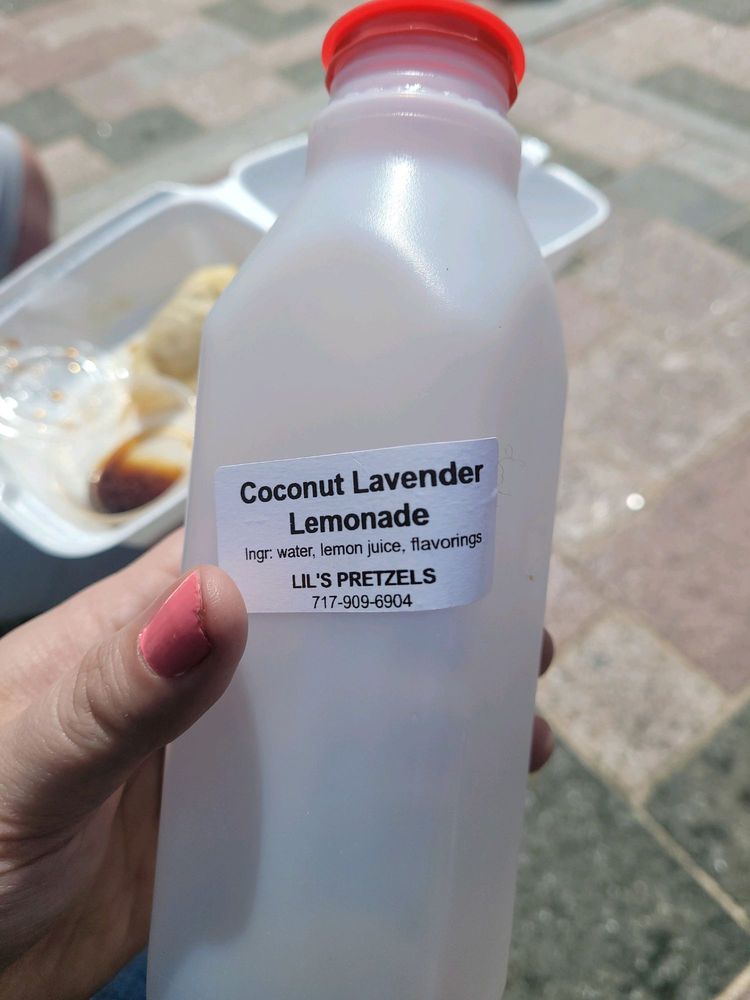 Coconut Lavender
Lemonade
Ingr: water, lemon juice, flavorings
LIL'S PRETZELS
717-909-6904